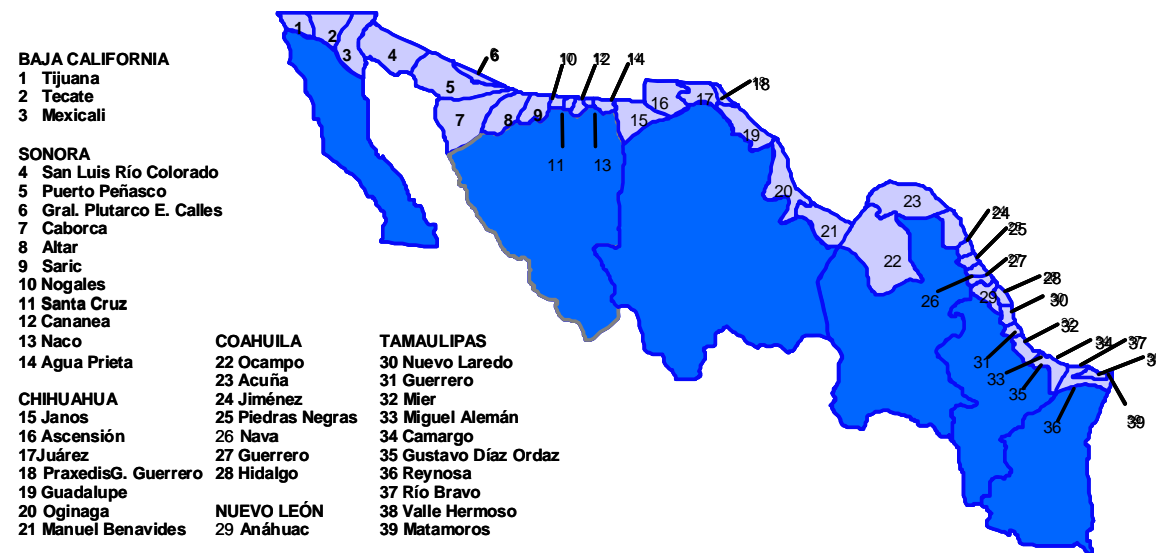 BAJA CALIFORNIA
1 Tijuana
2 Tecate
3 Mexicali
SONORA
4 San Luis Río Colorado
5 Puerto Peñasco
6 Gral. Plutarco E. Calles
7 Caborca
8 Altar
9 Saric
10 Nogales
11 Santa Cruz
12 Cananea
13 Naco
14 Agua Prieta
CHIHUAHUA
15 Janos
16 Ascensión
17Juárez
18 PraxedisG. Guerrero
19 Guadalupe
20 Oginaga
21 Manuel Benavides
COAHUILA
22 Ocampo
23 Acuña
24 Jiménez
25 Piedras Negras
26 Nava
27 Guerrero
28 Hidalgo
NUEVO LEÓN
29 Anáhuac
TAMAULIPAS
30 Nuevo Laredo
31 Guerrero
32 Mier
33 Miguel Alemán
34 Camargo
35 Gustavo Díaz Ordaz
36 Reynosa
37 Río Bravo
38 Valle Hermoso
39 Matamoros
1
2
3
4
5
6
7
8
9
10
11
12
13
14
15
16
17
18
19
20
21
22
23
24
25
26
27
28
29
30
31
32
33
34
35
36
37
39